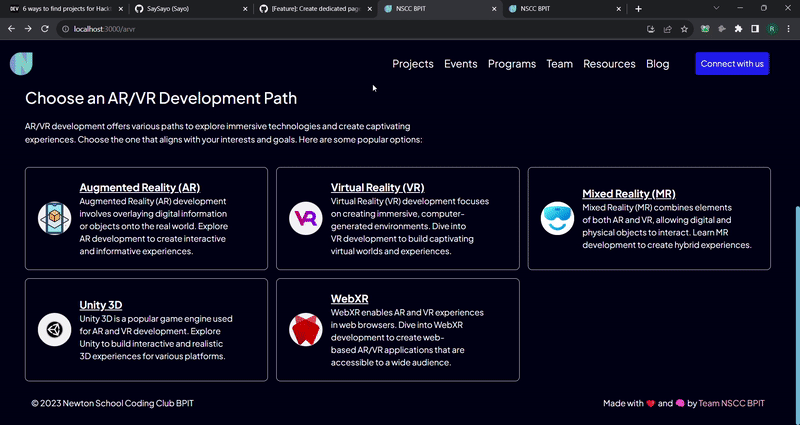 6 ways to find projects for Hackt
SaySayo (Sayo)
[Feature]: Create dedicated page
NSCC BPIT
NSCC BPIT
localhost:3000/arvr
Projects Events Programs Team Resources Blog Connect with us
Choose an AR/VR Development Path
AR/VR development offers various paths to explore immersive technologies and create captivating
experiences. Choose the one that aligns with your interests and goals. Here are some popular options:
Augmented Reality (AR)
Augmented Reality (AR) development
involves overlaying digital information
or objects onto the real world. Explore
AR development to create interactive
and informative experiences.
VR
Virtual Reality (VR)
Virtual Reality (VR) development focuses
on creating immersive, computer-
generated environments. Dive into
VR development to build captivating
virtual worlds and experiences.
Mixed Reality (MR)
Mixed Reality (MR) combines elements
of both AR and VR, allowing digital and
physical objects to interact. Learn MR
development to create hybrid experiences.
Unity 3D
Unity 3D is a popular game engine used
for AR and VR development. Explore
Unity to build interactive and realistic
3D experiences for various platforms.
WebXR
WebXR enables AR and VR experiences
in web browsers. Dive into WebXR
development to create web-
based AR/VR applications that are
accessible to a wide audience.
© 2023 Newton School Coding Club BPIT
Made with ❤️ and 🧠 by Team NSCC BPIT